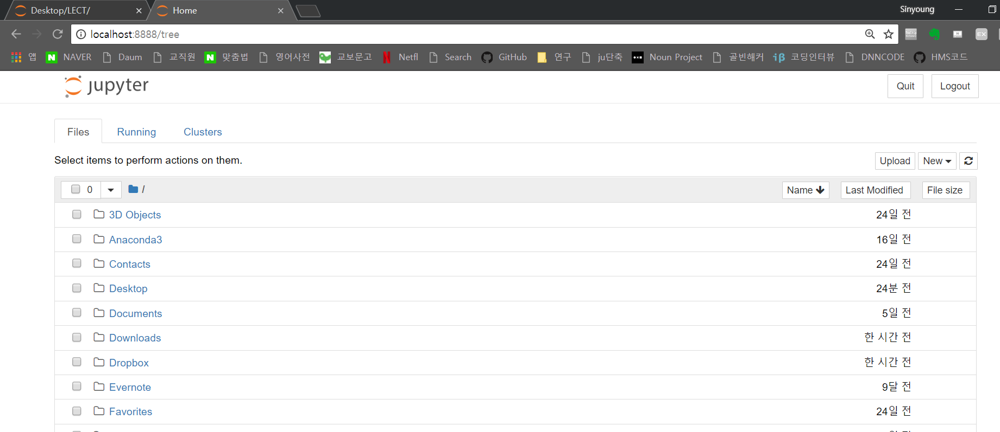 Desktop/LECT/ Home Sinyoung
localhost:8888/tree EX
앱 NAVER Daum 교직원 맞춤법 영어사전 교보문고 Netfl Search GitHub 연구 ju단축 Noun Project 골빈해커 iβ 코딩인터뷰 DNNCODE HMS코드
jupyter Quit Logout
Files Running Clusters
Select items to perform actions on them. Upload New
0 / Name Last Modified File size
3D Objects 24일 전
Anaconda3 16일 전
Contacts 24일 전
Desktop 24분 전
Documents 5일 전
Downloads 한 시간 전
Dropbox 한 시간 전
Evernote 9달 전
Favorites 24일 전